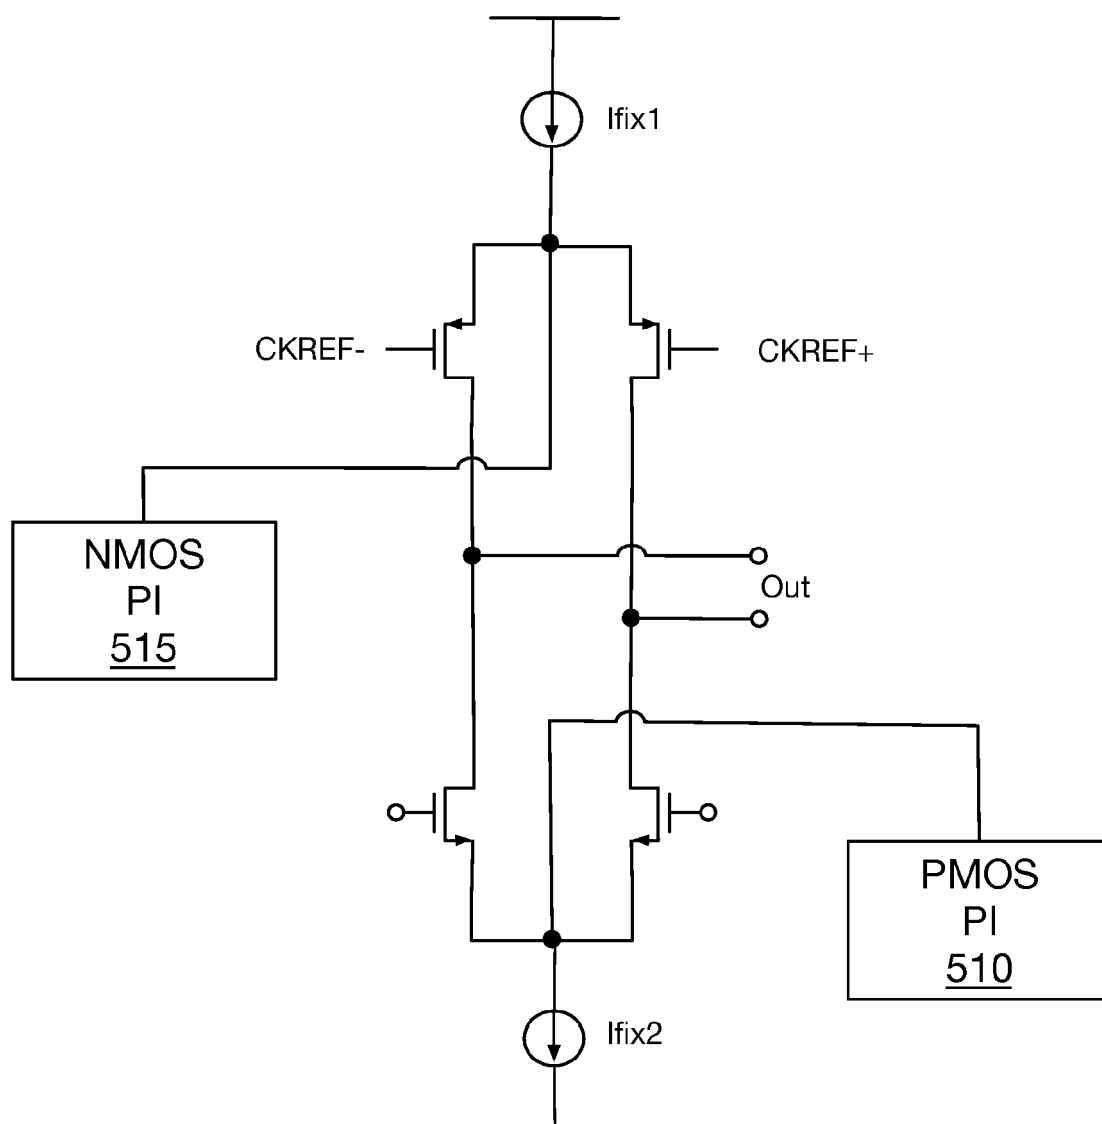 Ifix1
CKREF-
CKREF+
NMOS
PI
515
Out
PMOS
PI
510
Ifix2